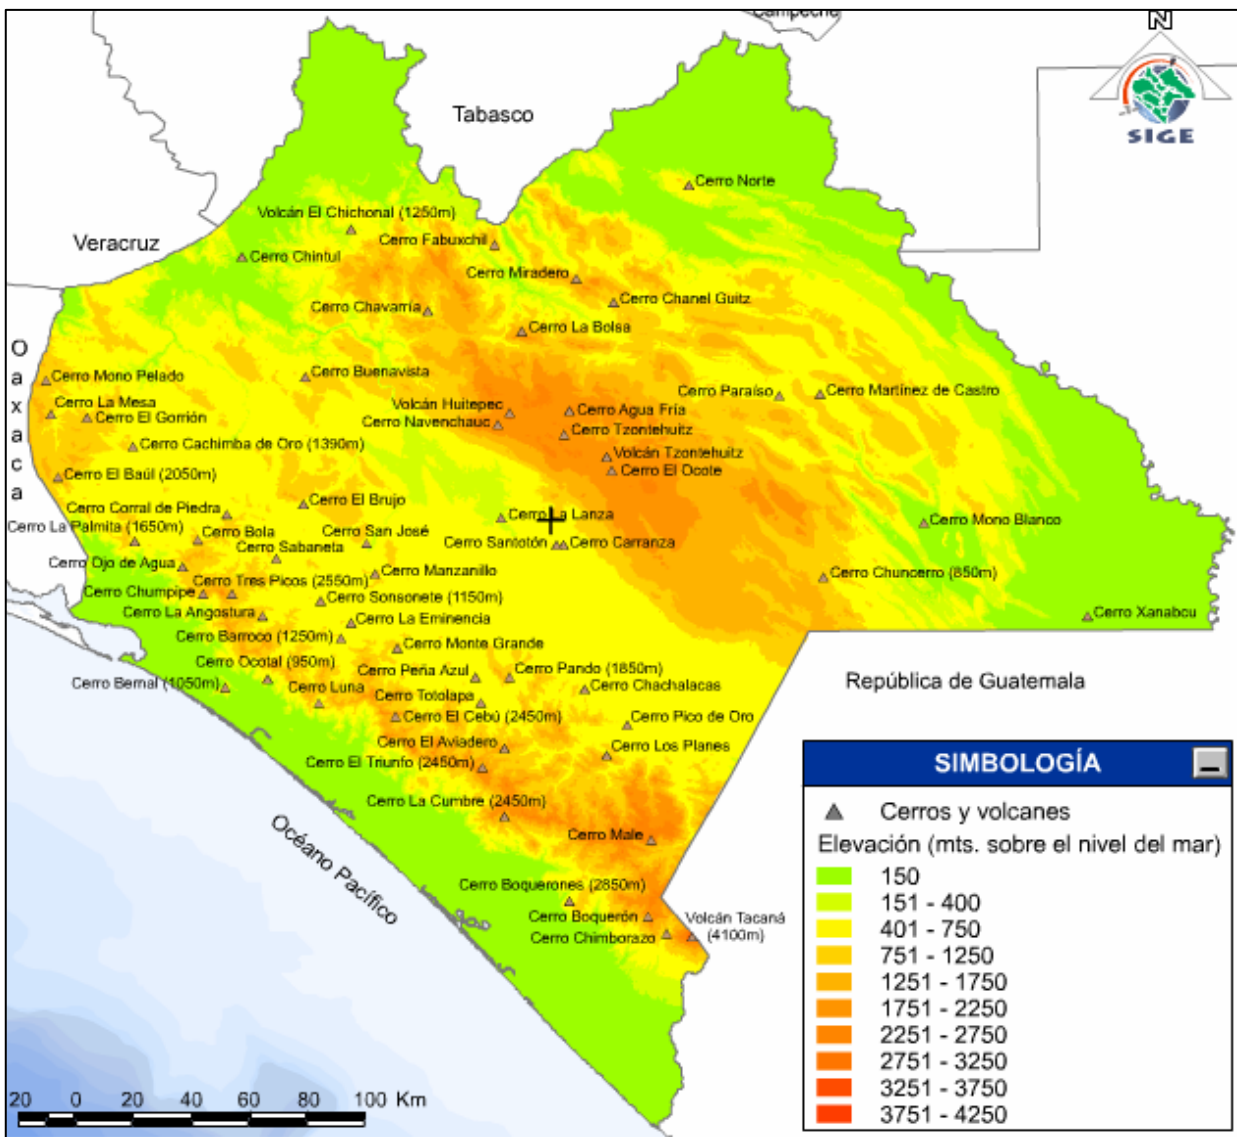 Campeche
N
SIGE
Tabasco
Veracruz
Oaxaca
Cerro Norte
Volcán El Chichonal (1250m)
Cerro Fabuxchil
Cerro Chintul
Cerro Miradero
Cerro Chanel Guitz
Cerro Chavarría
Cerro La Bolsa
Cerro Mono Pelado
Cerro Buenavista
Cerro Paraíso
Cerro Martínez de Castro
Cerro La Mesa
Cerro El Gorrión
Volcán Huitepec
Cerro Agua Fría
Cerro Navenchauc
Cerro Tzontehuitz
Cerro Cachimba de Oro (1390m)
Volcán Tzontehuitz
Cerro El Ocote
Cerro El Baúl (2050m)
Cerro El Brujo
Cerro Corral de Piedra
Cerro La Lanza
Cerro Mono Blanco
Cerro La Palmita (1650m)
Cerro Bola
Cerro San José
Cerro Santotón
Cerro Carranza
Cerro Sabaneta
Cerro Ojo de Agua
Cerro Manzanillo
Cerro Chuncerro (850m)
Cerro Tres Picos (2550m)
Cerro Chumpipe
Cerro Sonsonete (1150m)
Cerro La Angostura
Cerro Xanabcu
Cerro La Eminencia
Cerro Barroco (1250m)
Cerro Monte Grande
Cerro Ocotal (950m)
Cerro Peña Azul
Cerro Pando (1850m)
Cerro Bernal (1050m)
Cerro Chachalacas
República de Guatemala
Cerro Luna
Cerro Totolapa
Cerro El Cebú (2450m)
Cerro Pico de Oro
Cerro El Aviadero
Cerro Los Planes
Cerro El Triunfo (2450m)
Cerro La Cumbre (2450m)
Océano Pacífico
Cerro Male
Cerro Boquerones (2850m)
Cerro Boquerón
Volcán Tacaná
(4100m)
Cerro Chimborazo
SIMBOLOGÍA
Cerros y volcanes
Elevación (mts. sobre el nivel del mar)
150
151 - 400
401 - 750
751 - 1250
1251 - 1750
1751 - 2250
2251 - 2750
2751 - 3250
3251 - 3750
3751 - 4250
20 0 20 40 60 80 100 Km